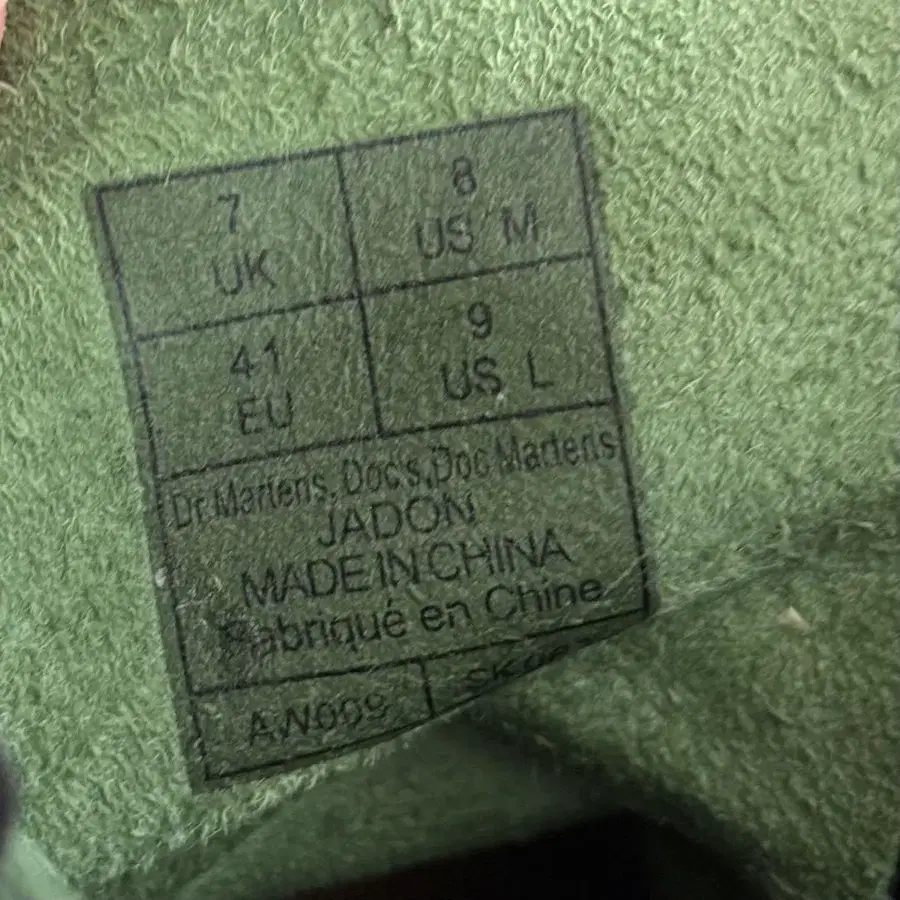 7
UK
8
US M
41
EU
9
US L
Dr.Martens, Doc's,Doc Martens
JADON
MADE IN CHINA
Fabriqué en Chine
AW009